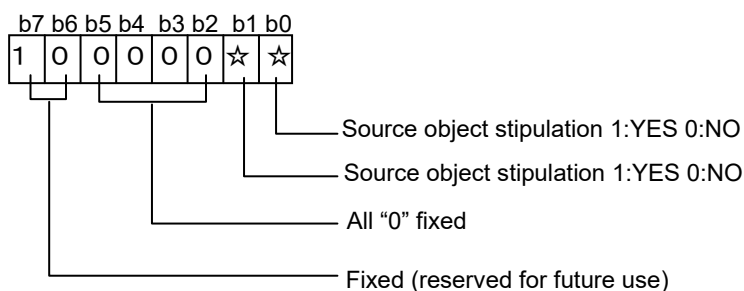 b7 b6 b5 b4 b3 b2 b1 b0
1 0 0 0 0 0 ☆ ☆
Source object stipulation 1:YES 0:NO
Source object stipulation 1:YES 0:NO
All “0” fixed
Fixed (reserved for future use)